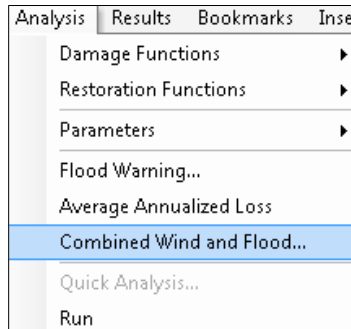 Analysis Results Bookmarks Inse
Damage Functions
Restoration Functions
Parameters
Flood Warning...
Average Annualized Loss
Combined Wind and Flood...
Quick Analysis...
Run